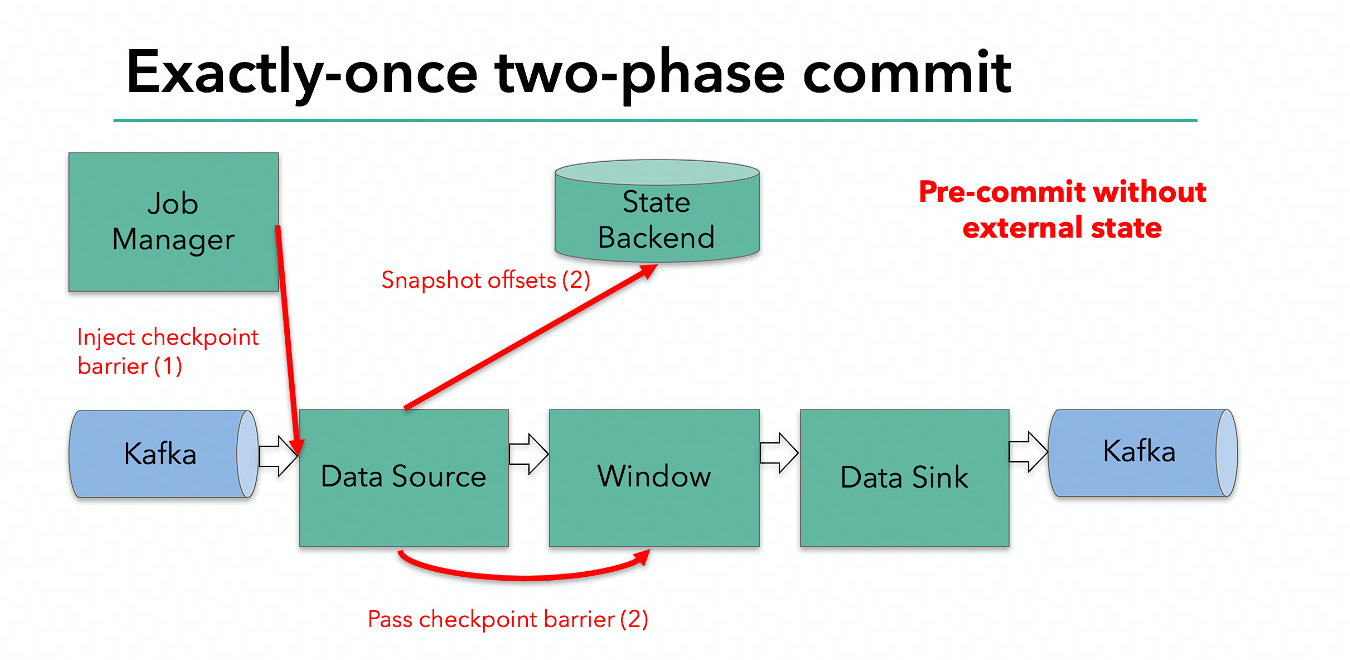 Exactly-once two-phase commit
Job
Manager
State
Backend
Pre-commit without
external state
Snapshot offsets (2)
Inject checkpoint
barrier (1)
Kafka
Data Source
Window
Data Sink
Kafka
Pass checkpoint barrier (2)